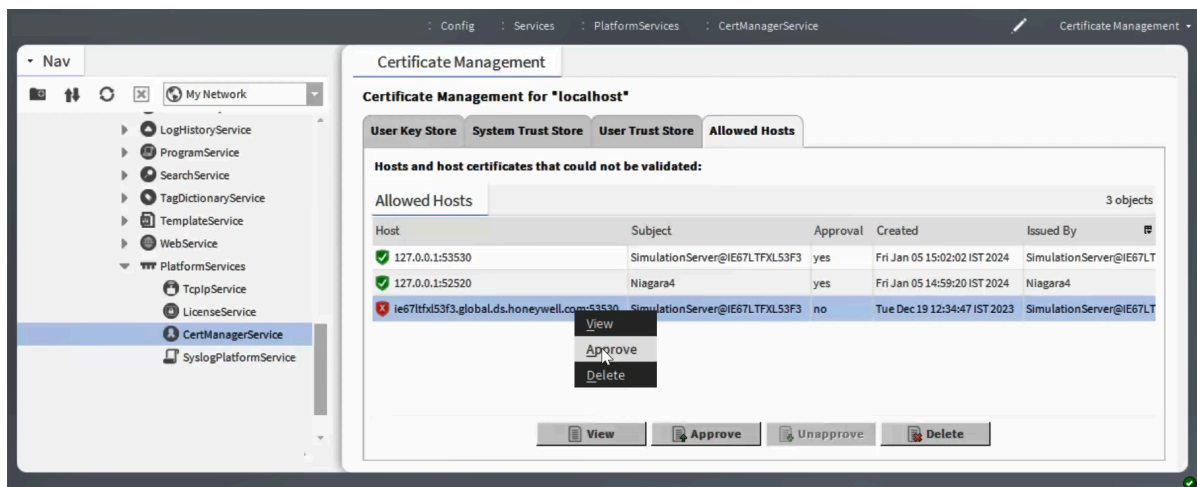 : Config : Services : PlatformServices : CertManagerService Certificate Management
Nav
My Network
LogHistoryService
ProgramService
SearchService
TagDictionaryService
TemplateService
WebService
PlatformServices
TcpIpService
LicenseService
CertManagerService
SyslogPlatformService
Certificate Management
Certificate Management for "localhost"
User Key Store System Trust Store User Trust Store Allowed Hosts
Hosts and host certificates that could not be validated:
Allowed Hosts 3 objects
Host Subject Approval Created Issued By
127.0.0.1:53530 SimulationServer@IE67LTFXL53F3 yes Fri Jan 05 15:02:02 IST 2024 SimulationServer@IE67LT
127.0.0.1:52520 Niagara4 yes Fri Jan 05 14:59:20 IST 2024 Niagara4
ie67ltfxl53f3.global.ds.honeywell.com:53530 SimulationServer@IE67LTFXL53F3 no Tue Dec 19 12:34:47 IST 2023 SimulationServer@IE67LT
View
Approve
Delete
View Approve Unapprove Delete